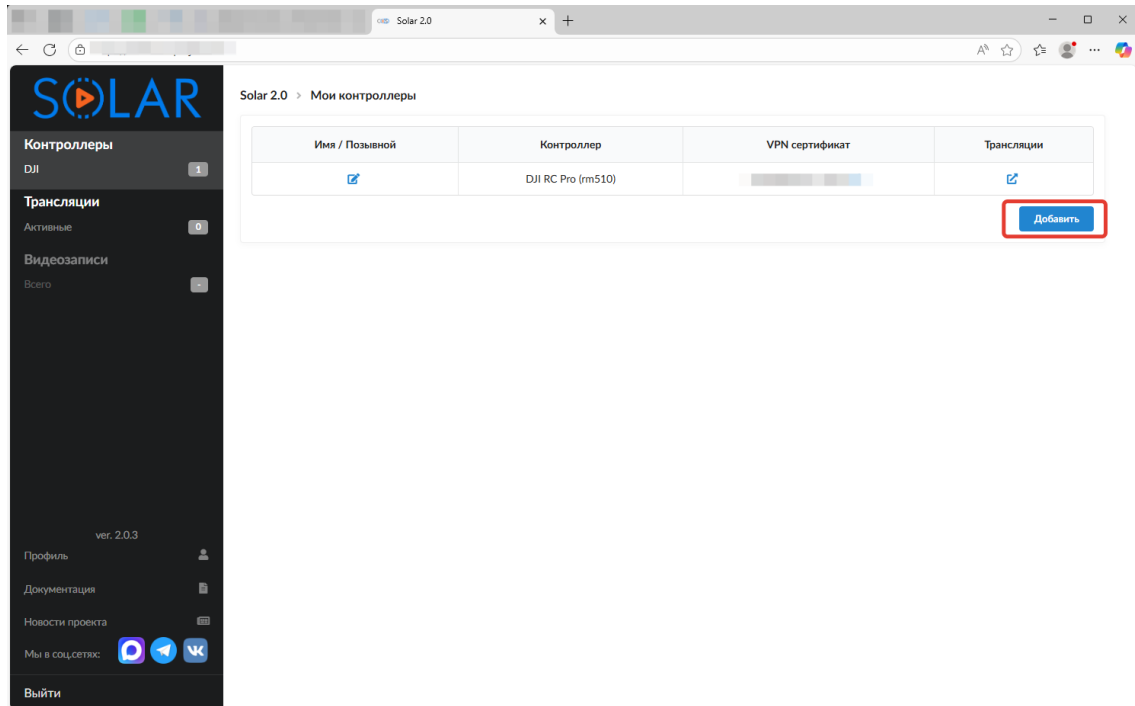 Solar 2.0
SOLAR
Контроллеры
DJI 1
Трансляции
Активные 0
Видеозаписи
Всего -
ver. 2.0.3
Профиль
Документация
Новости проекта
Мы в соц.сетях:
Выйти
Solar 2.0 > Мои контроллеры
Имя / Позывной Контроллер VPN сертификат Трансляции
DJI RC Pro (rm510)
Добавить